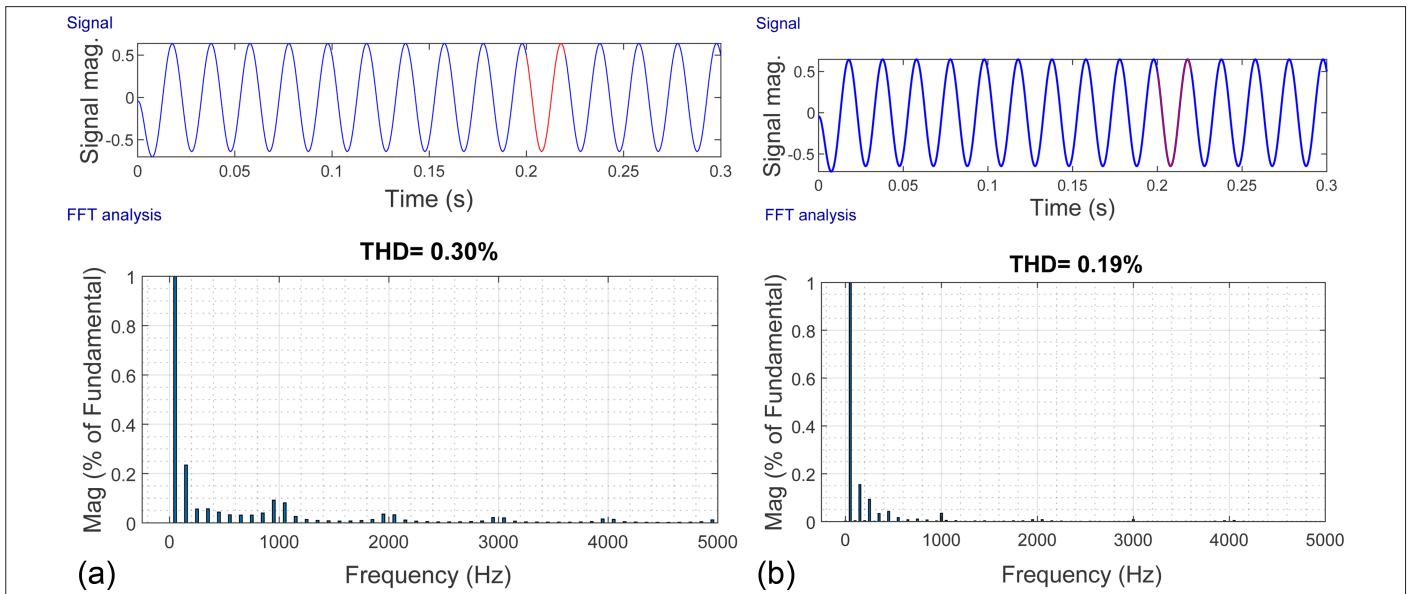 Signal
Signal mag.
0.5
0
-0.5
0
0.05
0.1
0.15
0.2
0.25
0.3
Time (s)
FFT analysis
THD= 0.30%
Mag (% of Fundamental)
1
0.8
0.6
0.4
0.2
0
0
1000
2000
3000
4000
5000
Frequency (Hz)
(a)
Signal
Signal mag.
0.5
0
-0.5
0
0.05
0.1
0.15
0.2
0.25
0.3
Time (s)
FFT analysis
THD= 0.19%
Mag (% of Fundamental)
1
0.8
0.6
0.4
0.2
0
0
1000
2000
3000
4000
5000
Frequency (Hz)
(b)